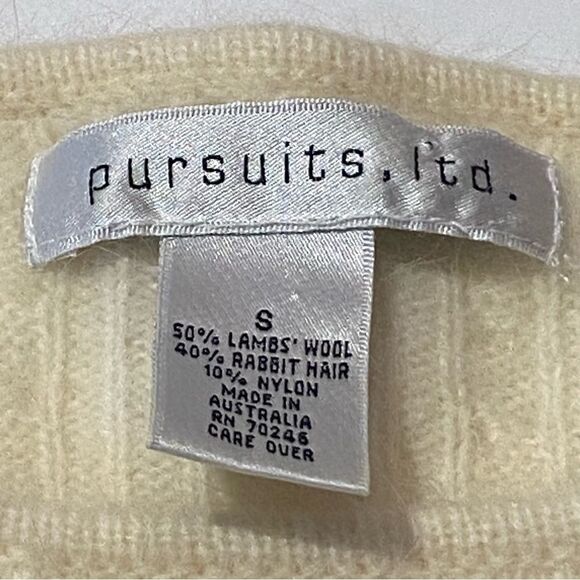 pursuits, ltd.
S
50% LAMBS' WOOL
40% RABBIT HAIR
10% NYLON
MADE IN
AUSTRALIA
RN 70246
CARE OVER